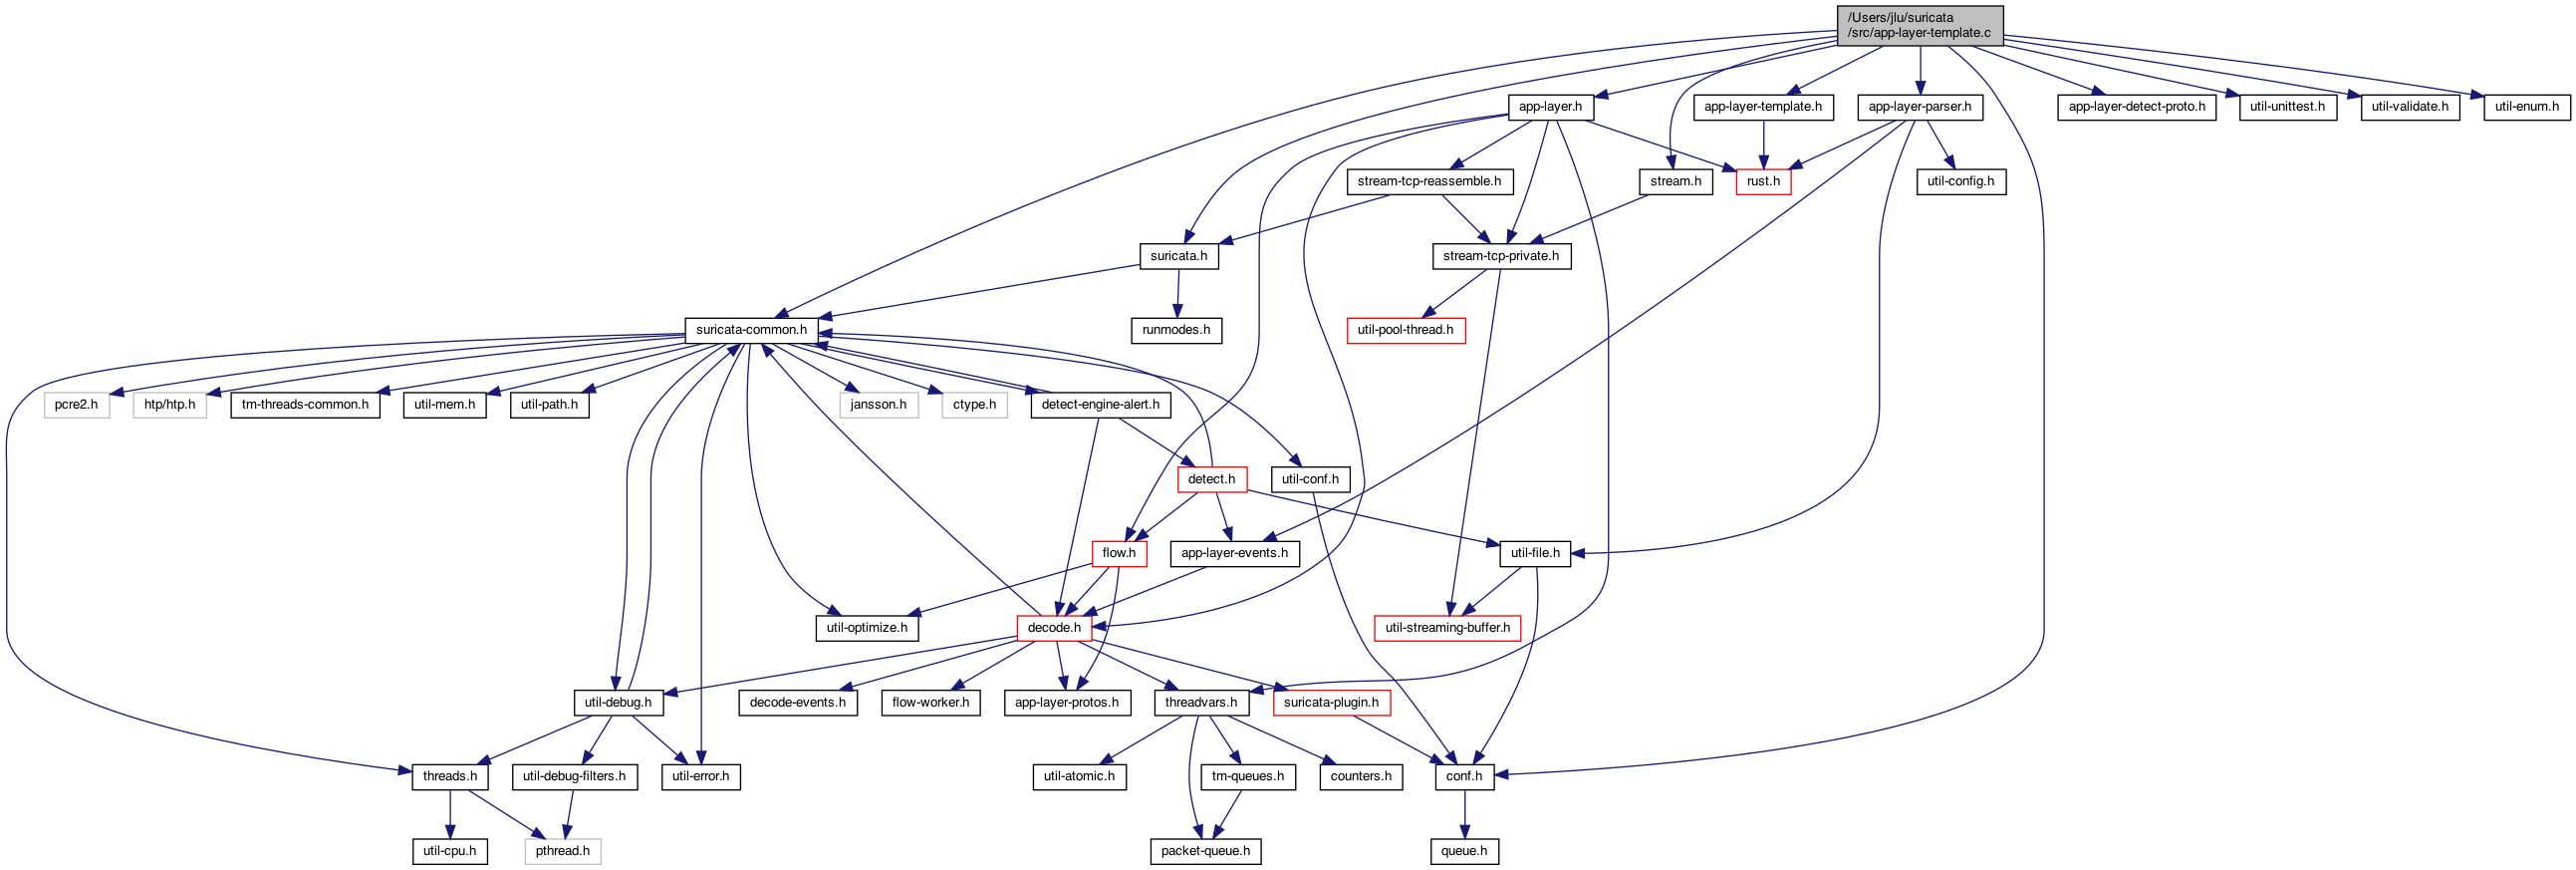 /Users/jlu/suricata
/src/app-layer-template.c
app-layer.h
app-layer-template.h
app-layer-parser.h
app-layer-detect-proto.h
util-unittest.h
util-validate.h
util-enum.h
stream-tcp-reassemble.h
stream.h
rust.h
util-config.h
suricata.h
stream-tcp-private.h
suricata-common.h
runmodes.h
util-pool-thread.h
pcre2.h
htp/htp.h
tm-threads-common.h
util-mem.h
util-path.h
jansson.h
ctype.h
detect-engine-alert.h
detect.h
util-conf.h
flow.h
app-layer-events.h
util-file.h
util-optimize.h
decode.h
util-streaming-buffer.h
util-debug.h
decode-events.h
flow-worker.h
app-layer-protos.h
threadvars.h
suricata-plugin.h
threads.h
util-debug-filters.h
util-error.h
util-atomic.h
tm-queues.h
counters.h
conf.h
util-cpu.h
pthread.h
packet-queue.h
queue.h